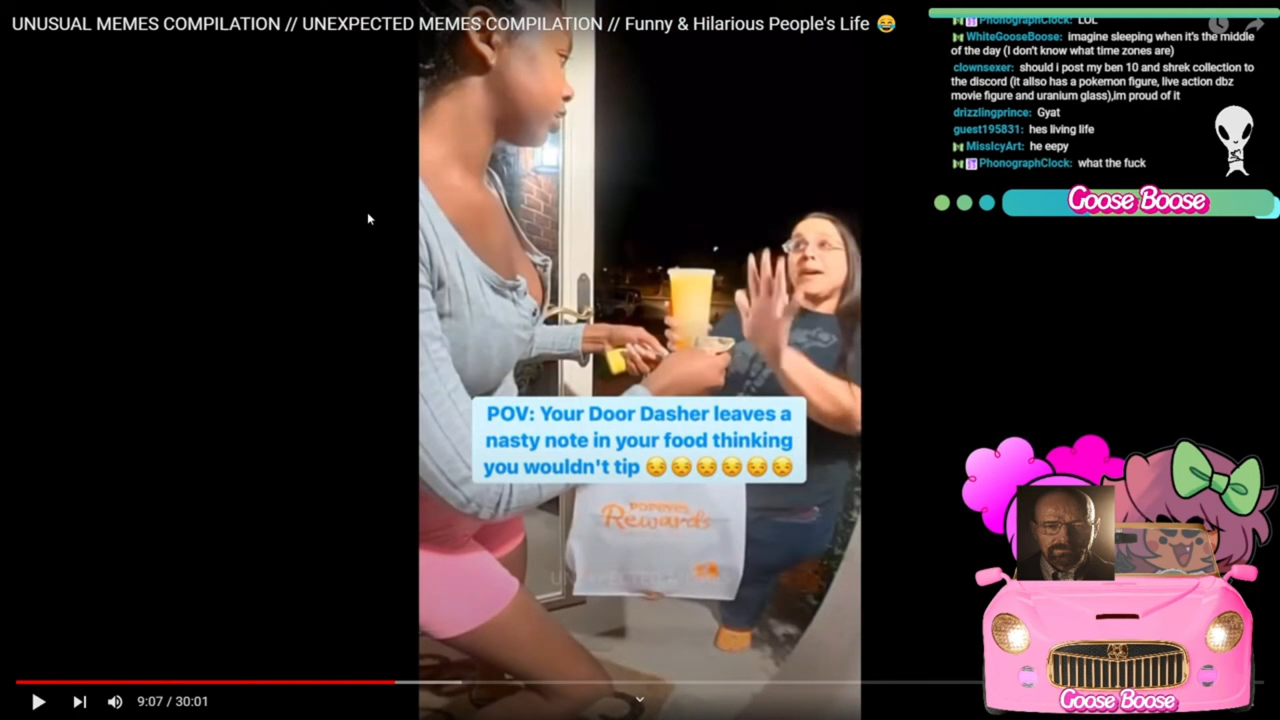 UNUSUAL MEMES COMPILATION // UNEXPECTED MEMES COMPILATION // Funny & Hilarious People's Life 😂
PhonographClock: LOL
WhiteGooseBoose: imagine sleeping when it's the middle
of the day (I don't know what time zones are)
clownsexer: should i post my ben 10 and shrek collection to
the discord (it allso has a pokemon figure, live action dbz
movie figure and uranium glass),im proud of it
drizzlingprince: Gyat
guest195831: hes living life
MissIcyArt: he eepy
PhonographClock: what the fuck
Goose Boose
POV: Your Door Dasher leaves a
nasty note in your food thinking
you wouldn't tip 😒😒😒😒😒😒
POPEYES
Rewards
9:07 / 30:01
Goose Boose